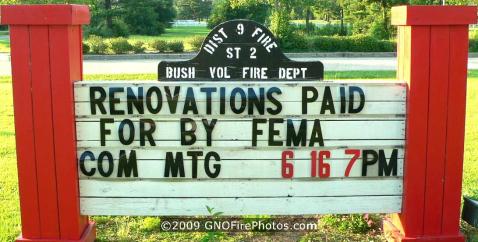 DIST 9 FIRE
ST 2
BUSH VOL FIRE DEPT
RENOVATIONS PAID
FOR BY FEMA
COM MTG 6 16 7PM
©2009 GNOFirePhotos.com